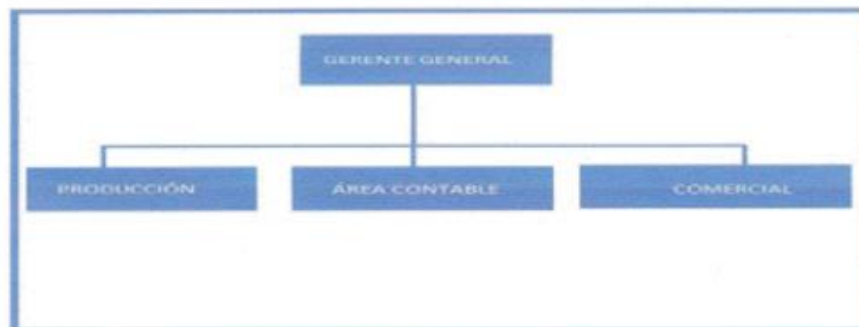 GERENTE GENERAL
PRODUCCIÓN
ÁREA CONTABLE
COMERCIAL